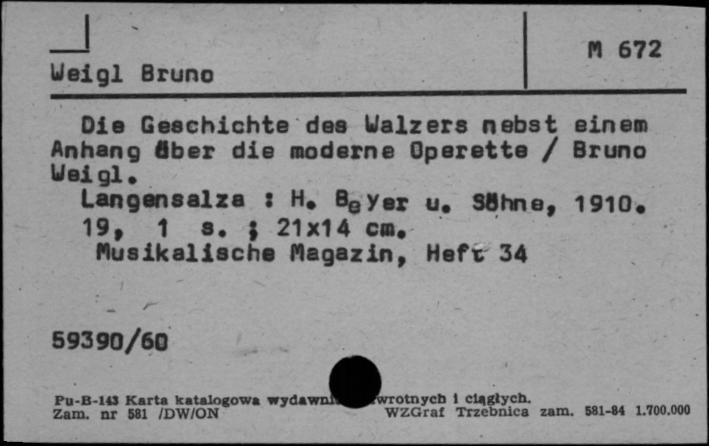 M 672
Weigl Bruno
Die Geschichte des Walzers nebst einem
Anhang über die moderne Operette / Bruno
Weigl.
Langensalza : H. Beyer u. Söhne, 1910.
19, 1 s. ; 21x14 cm.
Musikalische Magazin, Heft 34
59390/60
Pu-B-143 Karta katalogowa wrotnych i ciągłych.
Zam. nr 581 /DW/ON WZGraf Trzebnica zam. 581-84 1.700.000